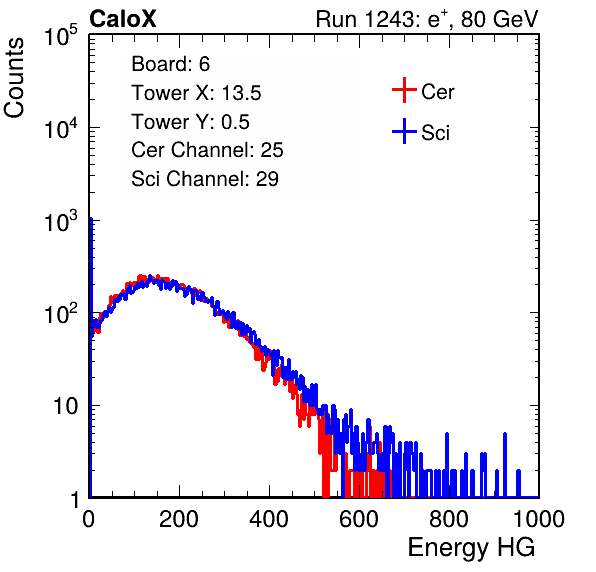 CaloX Run 1243: e⁺, 80 GeV
Counts
10⁵
10⁴
10³
10²
10
1
Board: 6
Tower X: 13.5
Tower Y: 0.5
Cer Channel: 25
Sci Channel: 29
Cer
Sci
0 200 400 600 800 1000
Energy HG